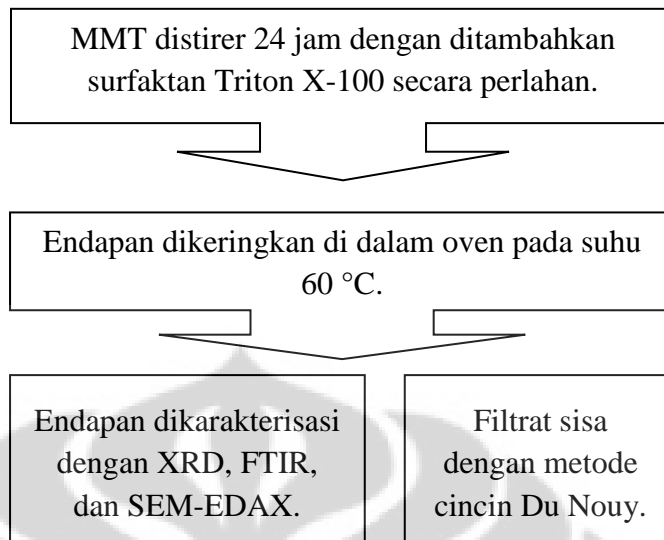 MMT distirer 24 jam dengan ditambahkan
surfaktan Triton X-100 secara perlahan.
Endapan dikeringkan di dalam oven pada suhu
60 °C.
Endapan dikarakterisasi
dengan XRD, FTIR,
dan SEM-EDAX.
Filtrat sisa
dengan metode
cincin Du Nouy.